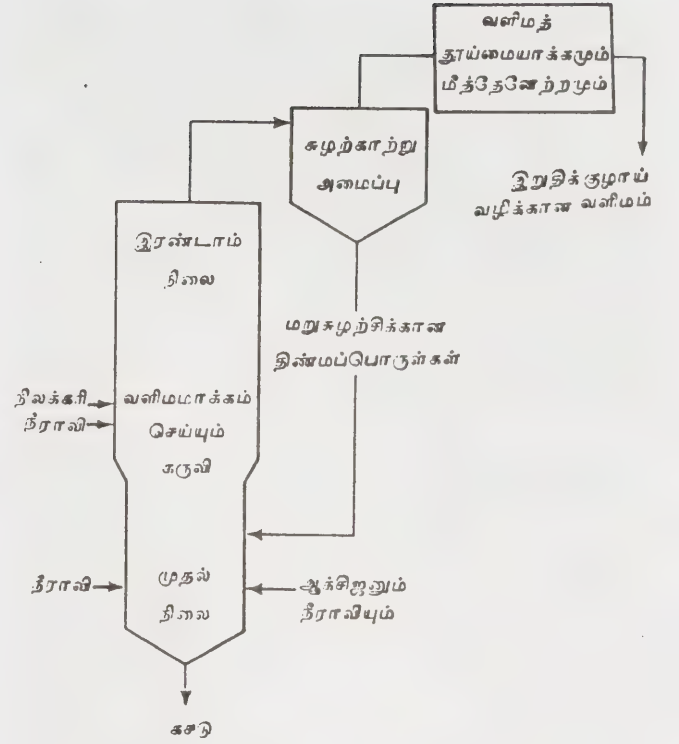 வளிமத்
தூய்மையாக்கமும்
மீத்தேனேற்றமும்
சுழற்காற்று
அமைப்பு
இறுதிக்குழாய்
வழிக்கான வளிமம்
இரண்டாம்
நிலை
மறுசுழற்சிக்கான
திண்மப்பொருள்கள்
நிலக்கரி
நீராவி
வளிமமாக்கம்
செய்யும்
கருவி
நீராவி
முதல்
நிலை
ஆக்சிஜனும்
நீராவியும்
கசடு